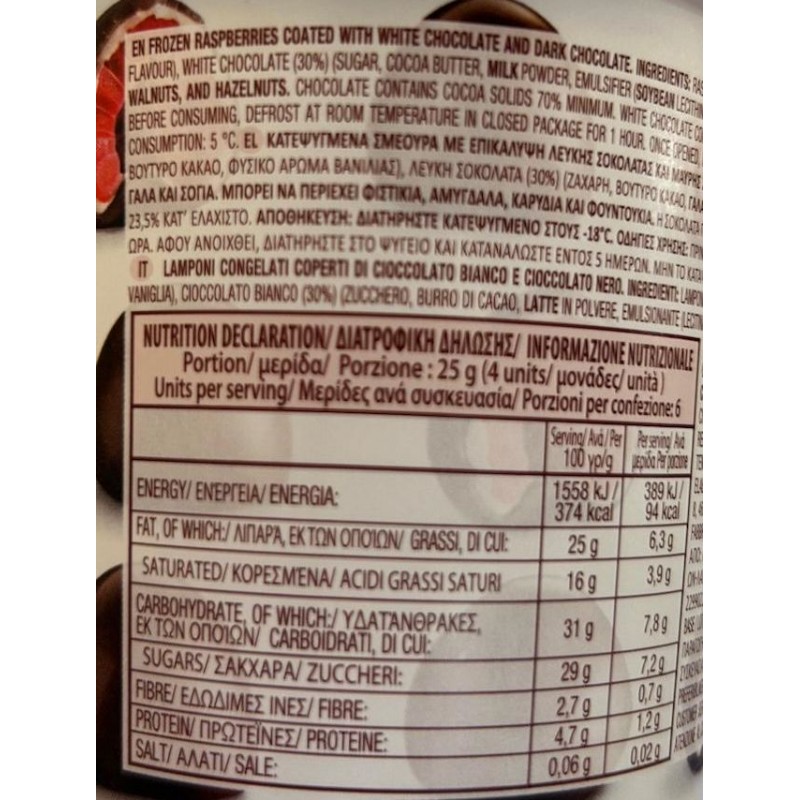 EN FROZEN RASPBERRIES COATED WITH WHITE CHOCOLATE AND DARK CHOCOLATE. INGREDIENTS:
FLAVOUR), WHITE CHOCOLATE (30%) (SUGAR, COCOA BUTTER, MILK POWDER, EMULSIFIER (SOYBEAN
WALNUTS, AND HAZELNUTS. CHOCOLATE CONTAINS COCOA SOLIDS 70% MINIMUM. WHITE CHOCOLATE
BEFORE CONSUMING, DEFROST AT ROOM TEMPERATURE IN CLOSED PACKAGE FOR 1 HOUR. ONCE OPENED,
CONSUMPTION: 5 °C. EL ΚΑΤΕΨΥΓΜΕΝΑ ΣΜΕΟΥΡΑ ΜΕ ΕΠΙΚΑΛΥΨΗ ΛΕΥΚΗΣ ΣΟΚΟΛΑΤΑΣ ΚΑΙ ΜΑΥΡΗΣ
ΒΟΥΤΥΡΟ ΚΑΚΑΟ, ΦΥΣΙΚΟ ΑΡΩΜΑ ΒΑΝΙΛΙΑΣ), ΛΕΥΚΗ ΣΟΚΟΛΑΤΑ (30%) (ΖΑΧΑΡΗ, ΒΟΥΤΥΡΟ ΚΑΚΑΟ,
ΓΑΛΑ ΚΑΙ ΣΟΓΙΑ. ΜΠΟΡΕΙ ΝΑ ΠΕΡΙΕΧΕΙ ΦΙΣΤΙΚΙΑ, ΑΜΥΓΔΑΛΑ, ΚΑΡΥΔΙΑ ΚΑΙ ΦΟΥΝΤΟΥΚΙΑ. Η ΣΟΚΟΛΑΤΑ
23,5% ΚΑΤ' ΕΛΑΧΙΣΤΟ. ΑΠΟΘΗΚΕΥΣΗ: ΔΙΑΤΗΡΗΣΤΕ ΚΑΤΕΨΥΓΜΕΝΟ ΣΤΟΥΣ -18°C. ΟΔΗΓΙΕΣ ΧΡΗΣΗΣ:
ΩΡΑ. ΑΦΟΥ ΑΝΟΙΧΘΕΙ, ΔΙΑΤΗΡΗΣΤΕ ΣΤΟ ΨΥΓΕΙΟ ΚΑΙ ΚΑΤΑΝΑΛΩΣΤΕ ΕΝΤΟΣ 5 ΗΜΕΡΩΝ. ΜΗΝ ΤΟ
IT LAMPONI CONGELATI COPERTI DI CIOCCOLATO BIANCO E CIOCCOLATO NERO. INGREDIENTI:
VANIGLIA), CIOCCOLATO BIANCO (30%) (ZUCCHERO, BURRO DI CACAO, LATTE IN POLVERE, EMULSIONANTE
NUTRITION DECLARATION/ ΔΙΑΤΡΟΦΙΚΗ ΔΗΛΩΣΗΣ/ INFORMAZIONE NUTRIZIONALE
Portion/ μερίδα/ Porzione : 25 g (4 units/ μονάδες/ unità)
Units per serving/ Μερίδες ανά συσκευασία/ Porzioni per confezione: 6
Serving/ Ανά/ Per 100 γρ/g
Per serving/ Ανά μερίδα Per porzione
ENERGY/ ΕΝΈΡΓΕΙΑ/ ENERGIA: 1558 kJ / 374 kcal 389 kJ / 94 kcal
FAT, OF WHICH:/ ΛΙΠΑΡΆ, ΕΚ ΤΩΝ ΟΠΟΊΩΝ/ GRASSI, DI CUI: 25 g 6,3 g
SATURATED/ ΚΟΡΕΣΜΈΝΑ/ ACIDI GRASSI SATURI 16 g 3,9 g
CARBOHYDRATE, OF WHICH:/ ΥΔΑΤΆΝΘΡΑΚΕΣ,
ΕΚ ΤΩΝ ΟΠΟΊΩΝ/ CARBOIDRATI, DI CUI: 31 g 7,8 g
SUGARS/ ΣΑΚΧΑΡΑ/ ZUCCHERI: 29 g 7,2 g
FIBRE/ ΕΔΩΔΙΜΕΣ ΙΝΕΣ/ FIBRE: 2,7 g 0,7 g
PROTEIN/ ΠΡΩΤΕΪΝΕΣ/ PROTEINE: 4,7 g 1,2 g
SALT/ ΑΛΑΤΙ/ SALE: 0,06 g 0,02 g